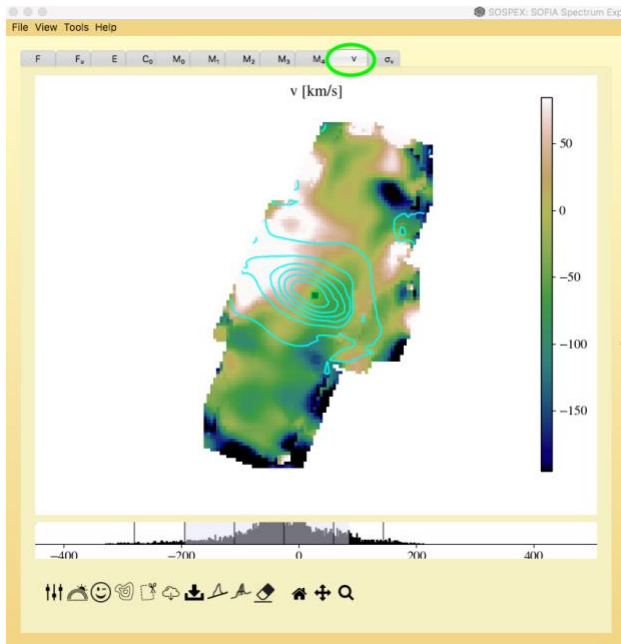 SOSPEX: SOFIA Spectrum Exp
File View Tools Help
F Fᵥ E C₀ M₀ M₁ M₂ M₃ M₄ v σᵥ
v [km/s]
50
0
−50
−100
−150
−400 −200 0 200 400